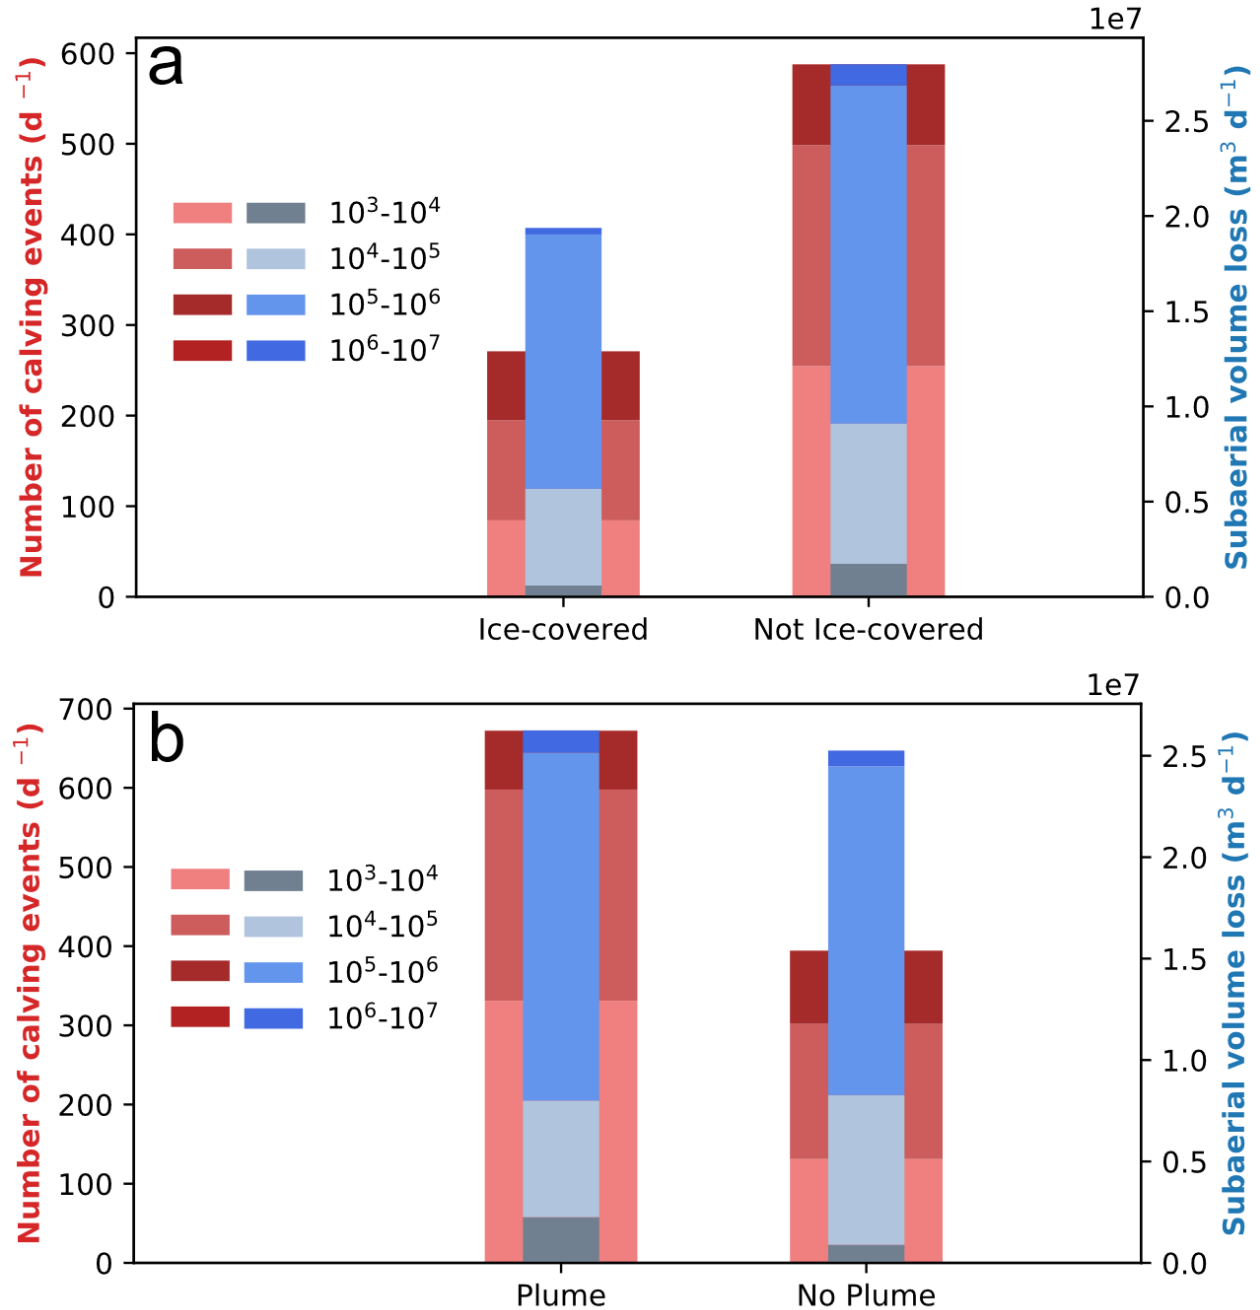 1e7
a
600
500
400
300
200
100
0
Number of calving events (d ⁻¹)
10³-10⁴
10⁴-10⁵
10⁵-10⁶
10⁶-10⁷
2.5
2.0
1.5
1.0
0.5
0.0
Subaerial volume loss (m³ d⁻¹)
Ice-covered
Not Ice-covered
1e7
b
700
600
500
400
300
200
100
0
Number of calving events (d ⁻¹)
10³-10⁴
10⁴-10⁵
10⁵-10⁶
10⁶-10⁷
2.5
2.0
1.5
1.0
0.5
0.0
Subaerial volume loss (m³ d⁻¹)
Plume
No Plume